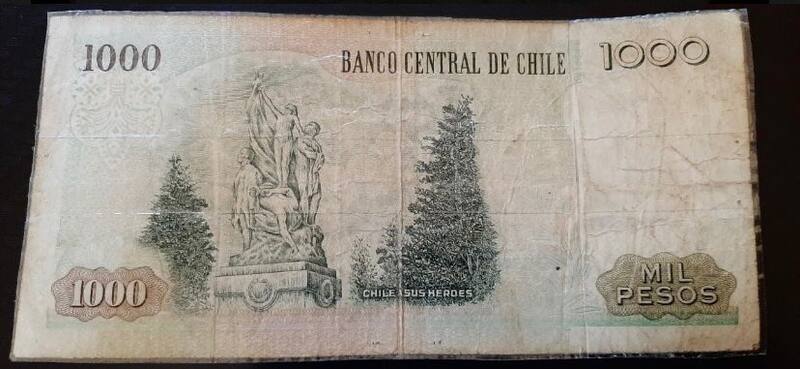 1000
BANCO CENTRAL DE CHILE
1000
CHILE A SUS HEROES
1000
MIL
PESOS